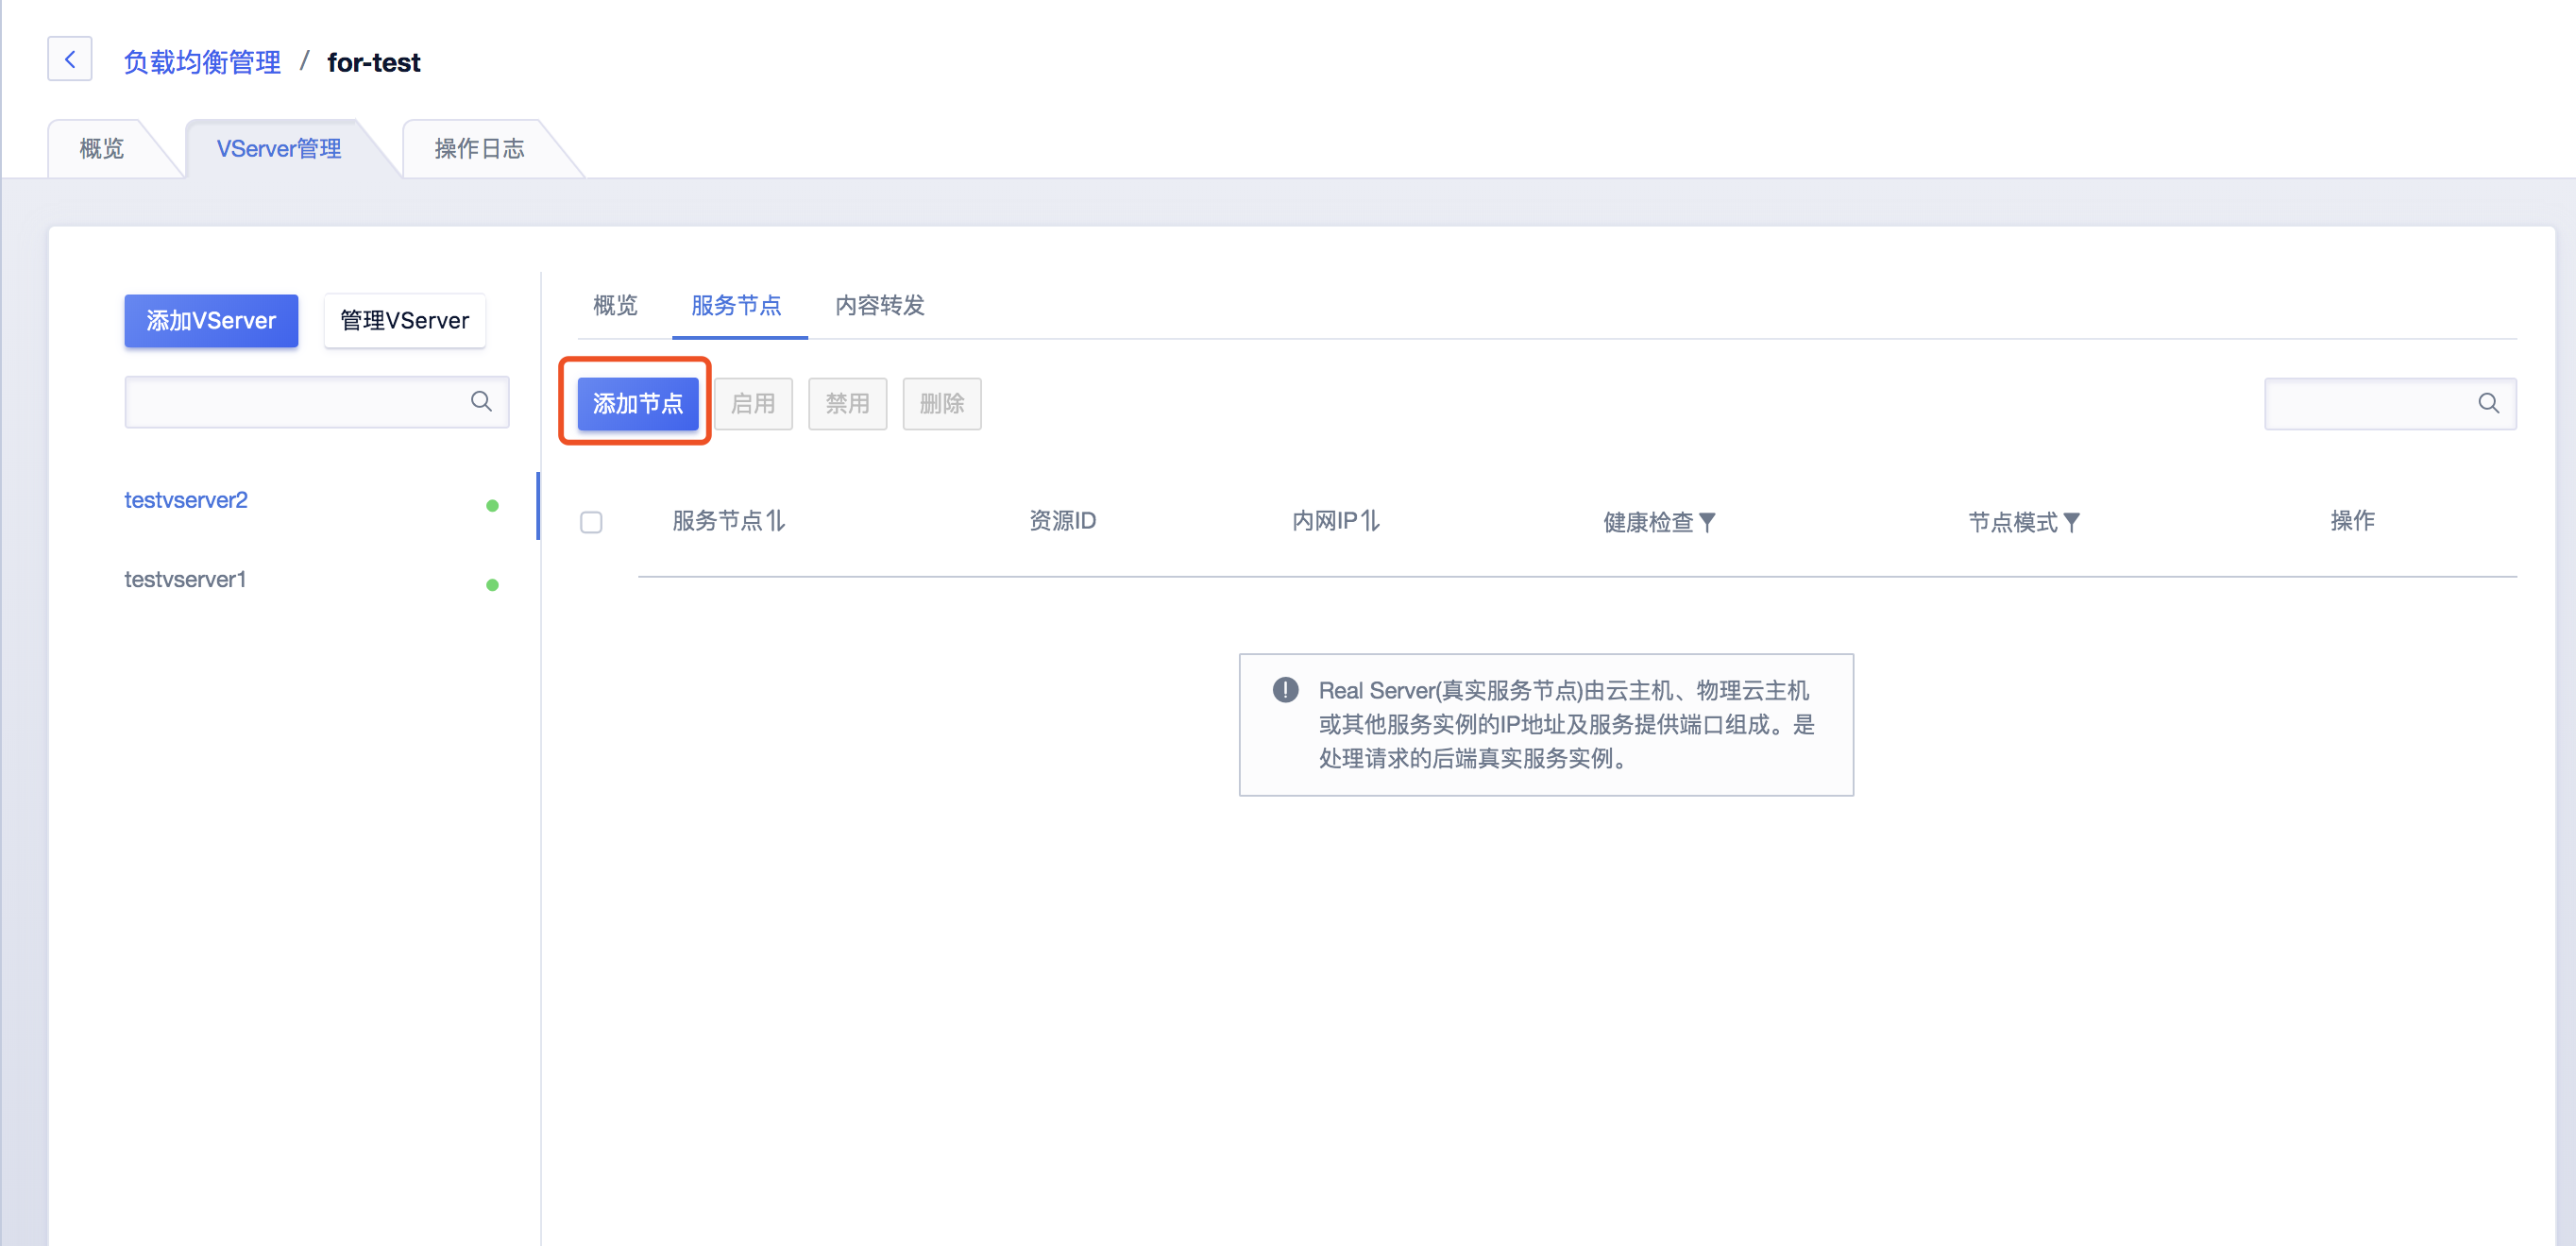 负载均衡管理 / for-test
概览 VServer管理 操作日志
添加VServer 管理VServer
testvserver2
testvserver1
概览 服务节点 内容转发
添加节点 启用 禁用 删除
服务节点 资源ID 内网IP 健康检查 节点模式 操作
Real Server(真实服务节点)由云主机、物理云主机
或其他服务实例的IP地址及服务提供端口组成。是
处理请求的后端真实服务实例。